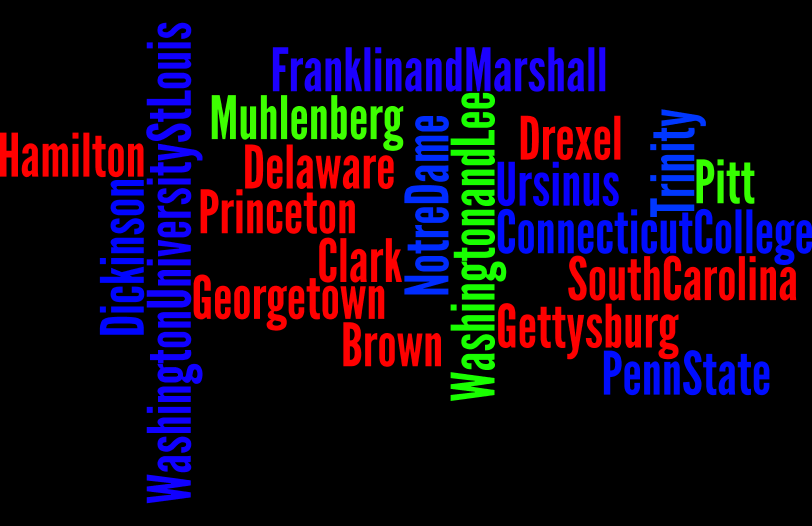 FranklinandMarshall
Muhlenberg
Hamilton
Delaware
Princeton
Clark
Georgetown
Brown
Dickinson
WashingtonUniversityStLouis
NotreDame
WashingtonandLee
Drexel
Trinity
Pitt
Ursinus
ConnecticutCollege
SouthCarolina
Gettysburg
PennState